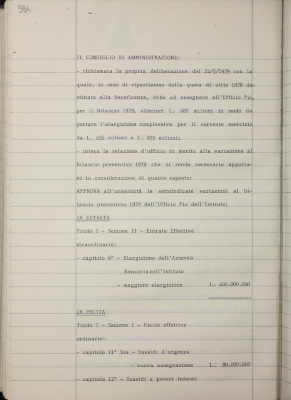 IL CONSIGLIO DI AMMINISTRAZIONE:
- richiamata la propria deliberazione del 24/5/1979 con la
quale, in sede di ripartizione della quota di utile 1978 de-
stinata alla beneficenza, ebbe ad assegnare all'Ufficio Pio,
per il Bilancio 1979, ulteriori L. 400 milioni in modo da
portare l'elargizione complessiva per il corrente esercizio
da L. 455 milioni a L. 855 milioni;
- intesa la relazione d'ufficio in merito alla variazione al
bilancio preventivo 1979 che si rende necessario apporta-
re in considerazione di quanto esposto;
APPROVA all'unanimità le sottoindicate variazioni al bi-
lancio preventivo 1979 dell'Ufficio Pio dell'Istituto:
IN ENTRATA
Titolo I - Sezione II - Entrate Effettive
straordinarie:
- capitolo 6° - Elargizione dell'Azienda
Bancaria dell'Istituto
- maggiore elargizione L. 400.000.000
IN USCITA
Titolo I - Sezione I - Uscite effettive
ordinarie:
- capitolo 11° bis - Sussidi d'urgenza
- nuova assegnazione L. 80.000.000
- capitolo 12° - Sussidi a poveri infermi